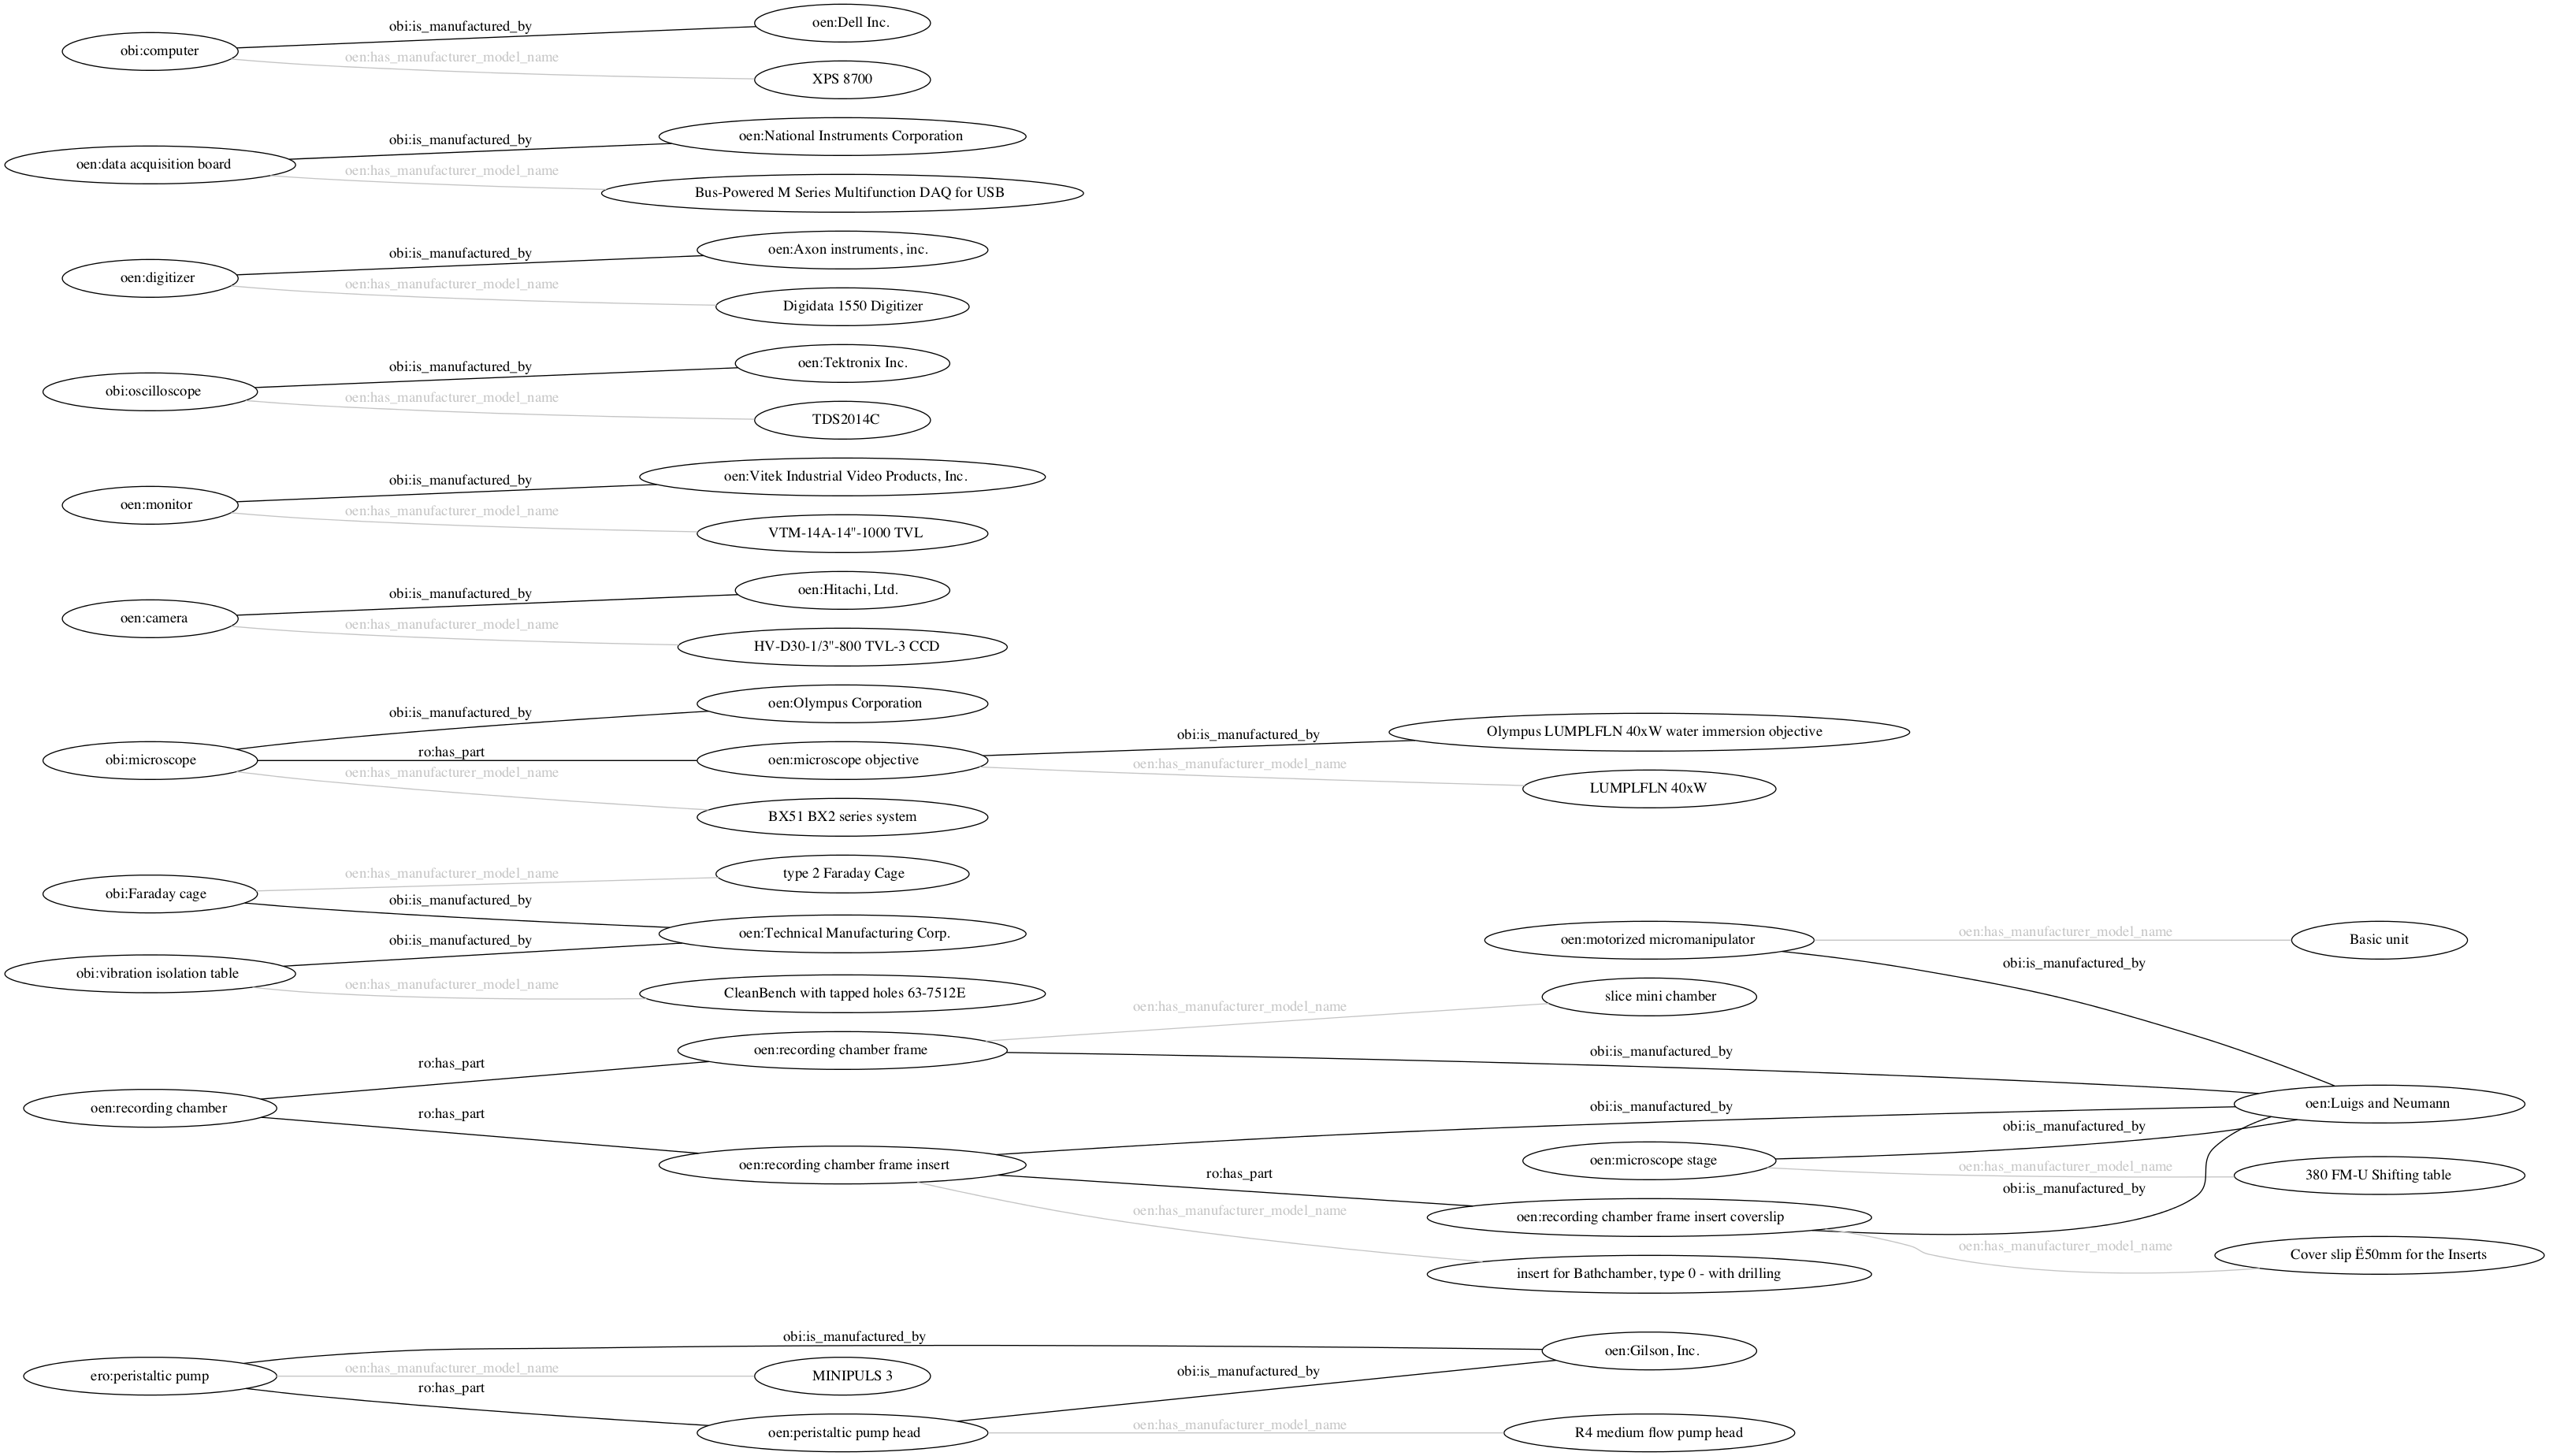 obi:computer
obi:is_manufactured_by
oen:has_manufacturer_model_name
oen:Dell Inc.
XPS 8700
oen:data acquisition board
obi:is_manufactured_by
oen:has_manufacturer_model_name
oen:National Instruments Corporation
Bus-Powered M Series Multifunction DAQ for USB
oen:digitizer
obi:is_manufactured_by
oen:has_manufacturer_model_name
oen:Axon instruments, inc.
Digidata 1550 Digitizer
obi:oscilloscope
obi:is_manufactured_by
oen:has_manufacturer_model_name
oen:Tektronix Inc.
TDS2014C
oen:monitor
obi:is_manufactured_by
oen:has_manufacturer_model_name
oen:Vitek Industrial Video Products, Inc.
VTM-14A-14"-1000 TVL
oen:camera
obi:is_manufactured_by
oen:has_manufacturer_model_name
oen:Hitachi, Ltd.
HV-D30-1/3"-800 TVL-3 CCD
obi:microscope
obi:is_manufactured_by
ro:has_part
oen:has_manufacturer_model_name
oen:Olympus Corporation
oen:microscope objective
BX51 BX2 series system
obi:is_manufactured_by
oen:has_manufacturer_model_name
Olympus LUMPLFLN 40xW water immersion objective
LUMPLFLN 40xW
obi:Faraday cage
oen:has_manufacturer_model_name
obi:is_manufactured_by
type 2 Faraday Cage
oen:Technical Manufacturing Corp.
obi:vibration isolation table
obi:is_manufactured_by
oen:has_manufacturer_model_name
CleanBench with tapped holes 63-7512E
oen:motorized micromanipulator
oen:has_manufacturer_model_name
obi:is_manufactured_by
Basic unit
oen:recording chamber
ro:has_part
ro:has_part
oen:recording chamber frame
oen:has_manufacturer_model_name
slice mini chamber
obi:is_manufactured_by
oen:Luigs and Neumann
oen:recording chamber frame insert
obi:is_manufactured_by
ro:has_part
oen:has_manufacturer_model_name
oen:microscope stage
obi:is_manufactured_by
oen:has_manufacturer_model_name
380 FM-U Shifting table
oen:recording chamber frame insert coverslip
obi:is_manufactured_by
oen:has_manufacturer_model_name
Cover slip Ë50mm for the Inserts
insert for Bathchamber, type 0 - with drilling
ero:peristaltic pump
obi:is_manufactured_by
oen:has_manufacturer_model_name
ro:has_part
MINIPULS 3
oen:Gilson, Inc.
oen:peristaltic pump head
obi:is_manufactured_by
oen:has_manufacturer_model_name
R4 medium flow pump head